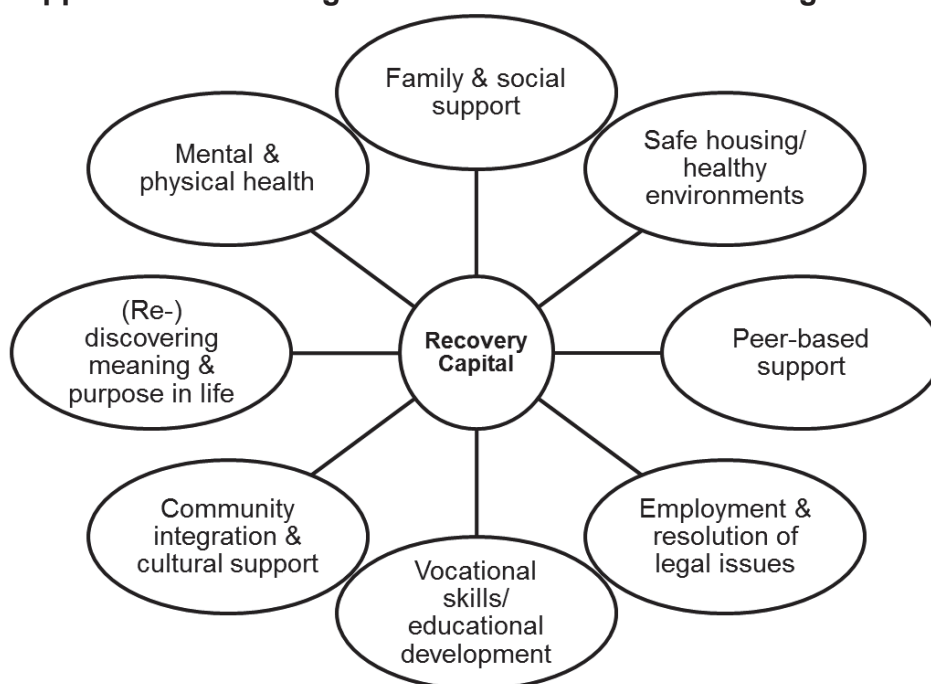 Family & social
support
Safe housing/
healthy
environments
Peer-based
support
Employment &
resolution of
legal issues
Vocational
skills/
educational
development
Community
integration &
cultural support
(Re-)
discovering
meaning &
purpose in life
Mental &
physical health
Recovery
Capital